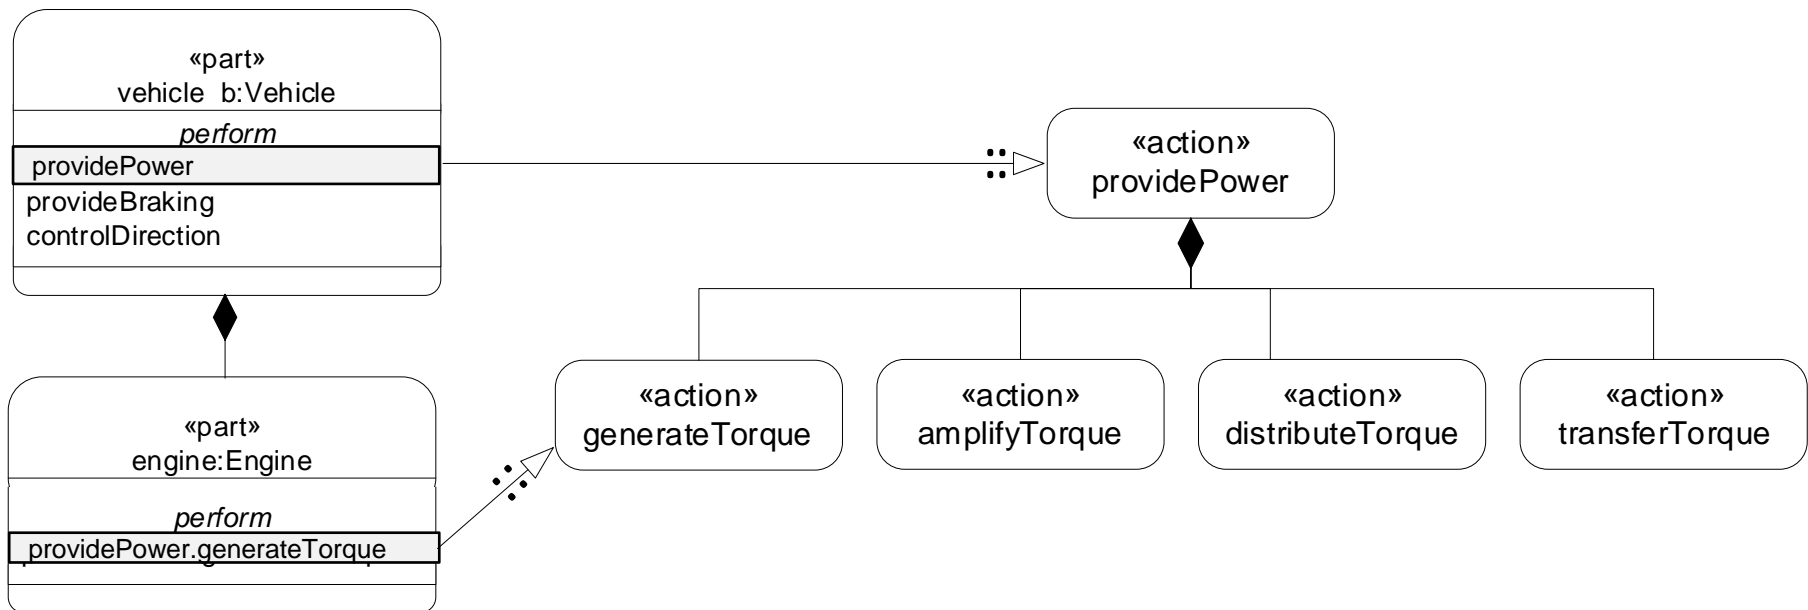 «part»
vehicle b:Vehicle
perform
providePower
provideBraking
controlDirection
«action»
providePower
«part»
engine:Engine
perform
providePower.generateTorque
«action»
generateTorque
«action»
amplifyTorque
«action»
distributeTorque
«action»
transferTorque